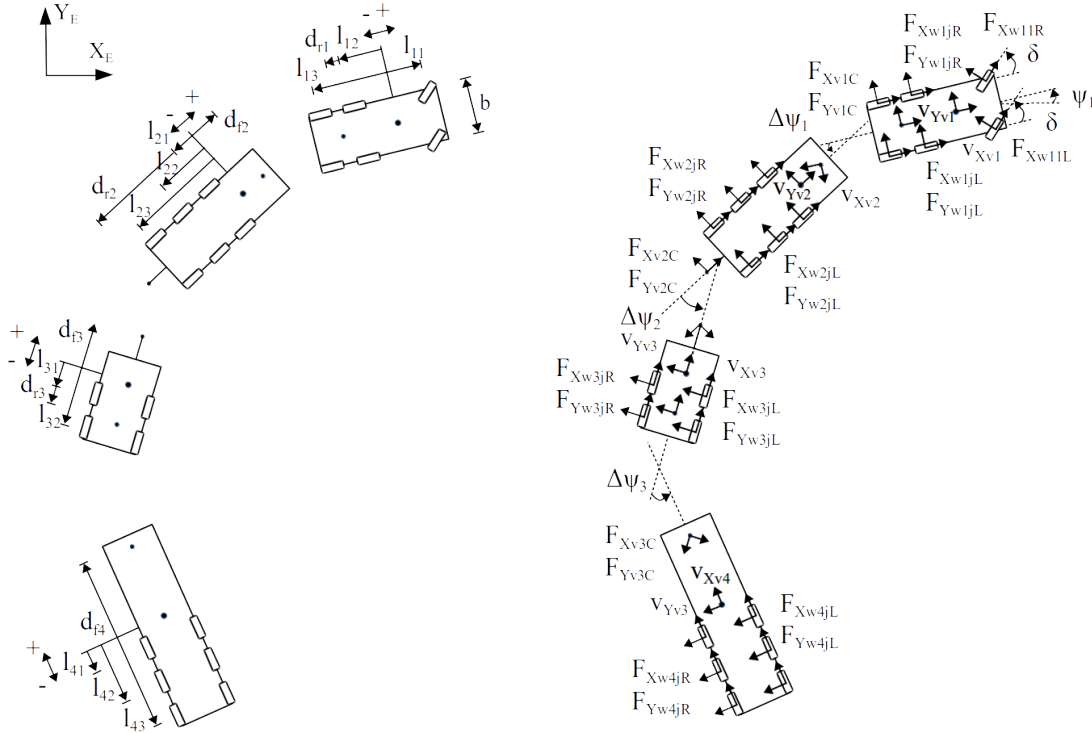 Y_E
X_E
- +
d_r1 l_12
l_13
l_11
b
+
-
l_21
d_f2
l_22
d_r2
l_23
+
-
d_f3
l_31
d_r3
l_32
d_f4
+
-
l_41
l_42
l_43
F_Xw1jR
F_Yw1jR
F_Xw11R
δ
F_Xv1C
F_Yv1C
v_Yv1
ψ_1
δ
Δψ_1
v_Xv1
F_Xw11L
F_Xw1jL
F_Yw1jL
F_Xw2jR
F_Yw2jR
v_Yv2
v_Xv2
F_Xv2C
F_Yv2C
F_Xw2jL
F_Yw2jL
Δψ_2
v_Yv3
v_Xv3
F_Xw3jR
F_Yw3jR
F_Xw3jL
F_Yw3jL
Δψ_3
F_Xv3C
F_Yv3C
v_Xv4
v_Yv3
F_Xw4jL
F_Yw4jL
F_Xw4jR
F_Yw4jR